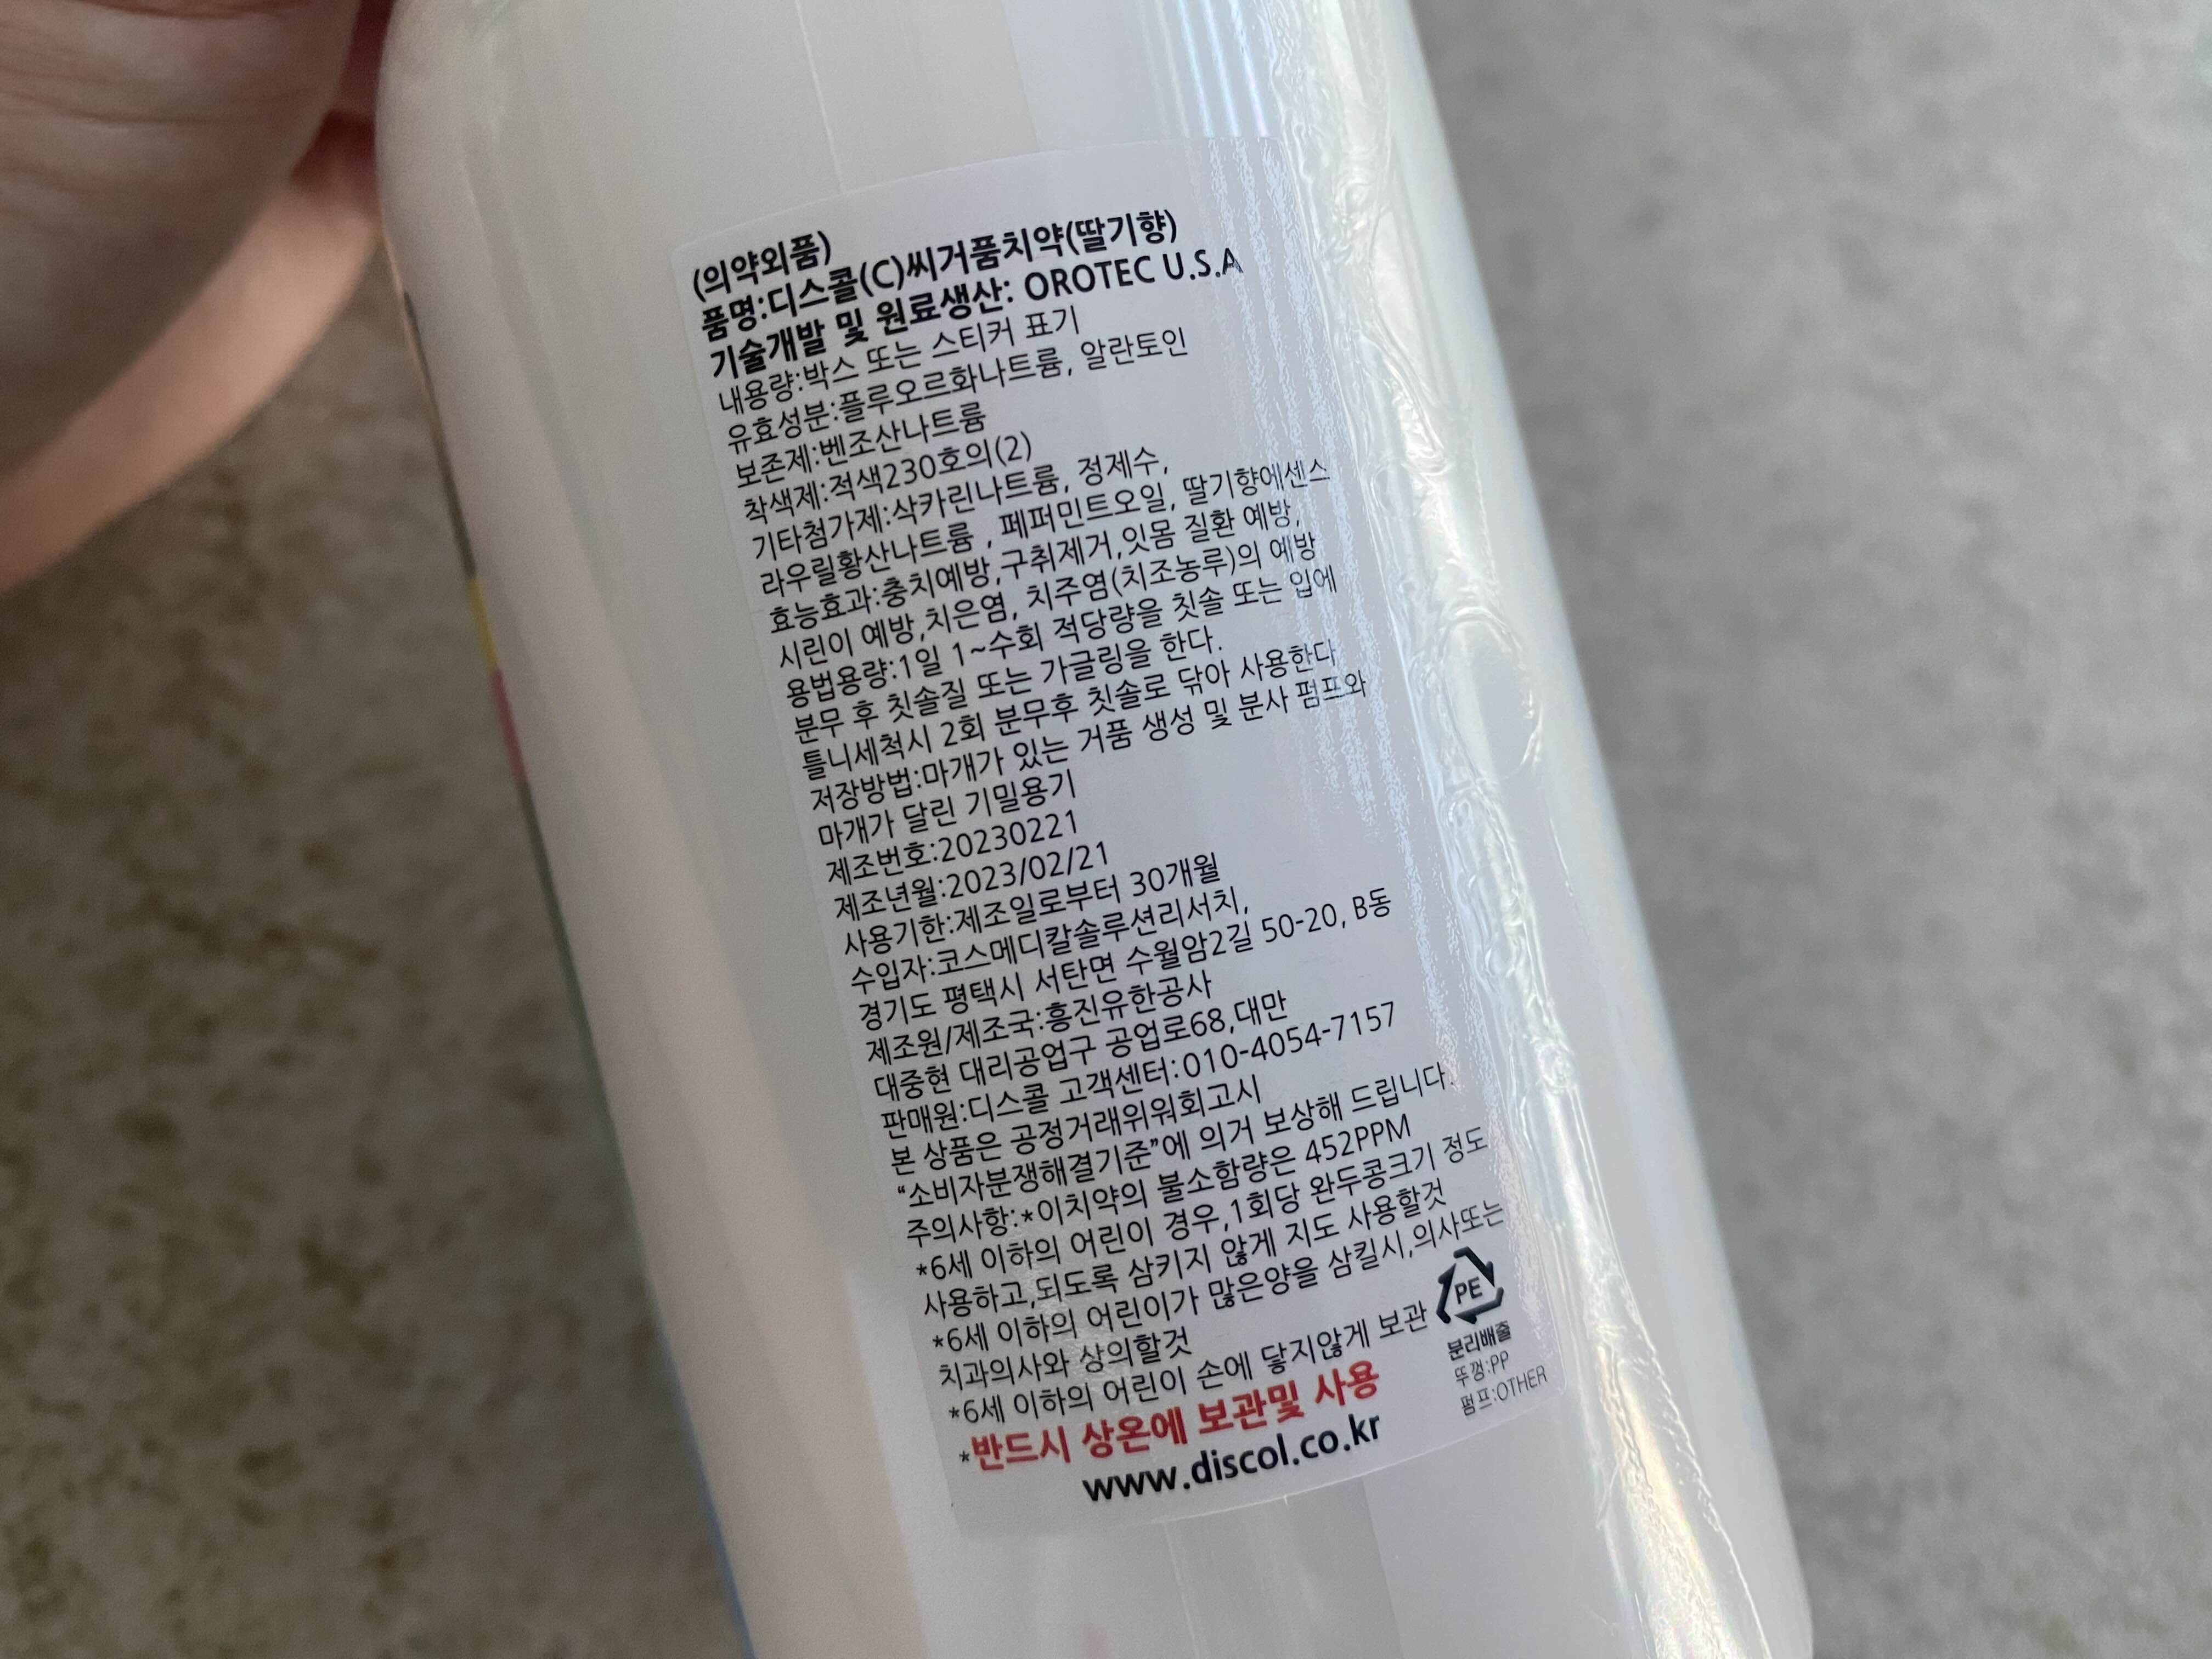 (의약외품)
품명:디스콜(C)씨거품치약(딸기향)
기술개발 및 원료생산: OROTEC U.S.A
내용량:박스 또는 스티커 표기
유효성분:플루오르화나트륨, 알란토인
보존제:벤조산나트륨
착색제:적색230호의(2)
기타첨가제:삭카린나트륨, 정제수,
라우릴황산나트륨 , 페퍼민트오일, 딸기향에센스
효능효과:충치예방,구취제거,잇몸 질환 예방,
시린이 예방,치은염, 치주염(치조농루)의 예방
용법용량:1일 1~수회 적당량을 칫솔 또는 입에
분무 후 칫솔질 또는 가글링을 한다.
틀니세척시 2회 분무후 칫솔로 닦아 사용한다
저장방법:마개가 있는 거품 생성 및 분사 펌프와
마개가 달린 기밀용기
제조번호:20230221
제조년월:2023/02/21
사용기한:제조일로부터 30개월
수입자:코스메디칼솔루션리서치,
경기도 평택시 서탄면 수월암2길 50-20, B동
제조원/제조국:흥진유한공사
대중현 대리공업구 공업로68,대만
판매원:디스콜 고객센터:010-4054-7157
본 상품은 공정거래위워회고시
“소비자분쟁해결기준”에 의거 보상해 드립니다.
주의사항:*이치약의 불소함량은 452PPM
*6세 이하의 어린이 경우,1회당 완두콩크기 정도
사용하고,되도록 삼키지 않게 지도 사용할것
*6세 이하의 어린이가 많은양을 삼킬시,의사또는
치과의사와 상의할것
*6세 이하의 어린이 손에 닿지않게 보관
*반드시 상온에 보관및 사용
www.discol.co.kr
PE
분리배출
뚜껑:PP
펌프:OTHER